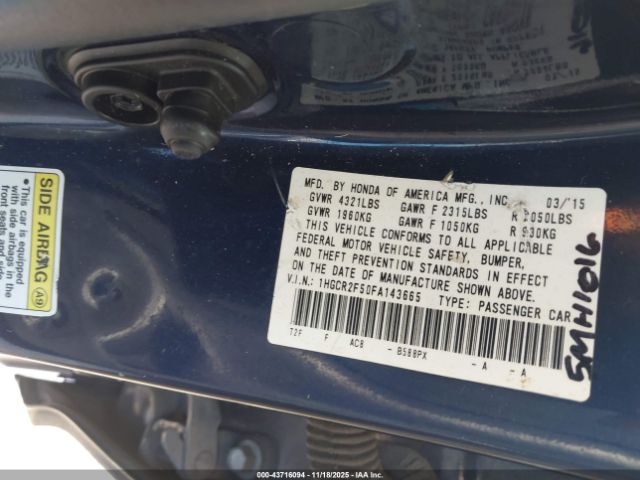 MFD. BY HONDA OF AMERICA MFG., INC. 03/'15
GVWR 4321LBS GAWR F 2315LBS R 2050LBS
GVWR 1960KG GAWR F 1050KG R 930KG
THIS VEHICLE CONFORMS TO ALL APPLICABLE
FEDERAL MOTOR VEHICLE SAFETY, BUMPER,
AND THEFT PREVENTION STANDARDS IN EFFECT
ON THE DATE OF MANUFACTURE SHOWN ABOVE.
V.I.N.: 1HGCR2F50FA143665 TYPE: PASSENGER CAR
T2F F AC8 - B588PX - A - A
SMH1016
SIDE AIRBAG
• This car is equipped
with side airbags in the
front seats and
A9
000-43716094 - 11/18/2025 - IAAI.com